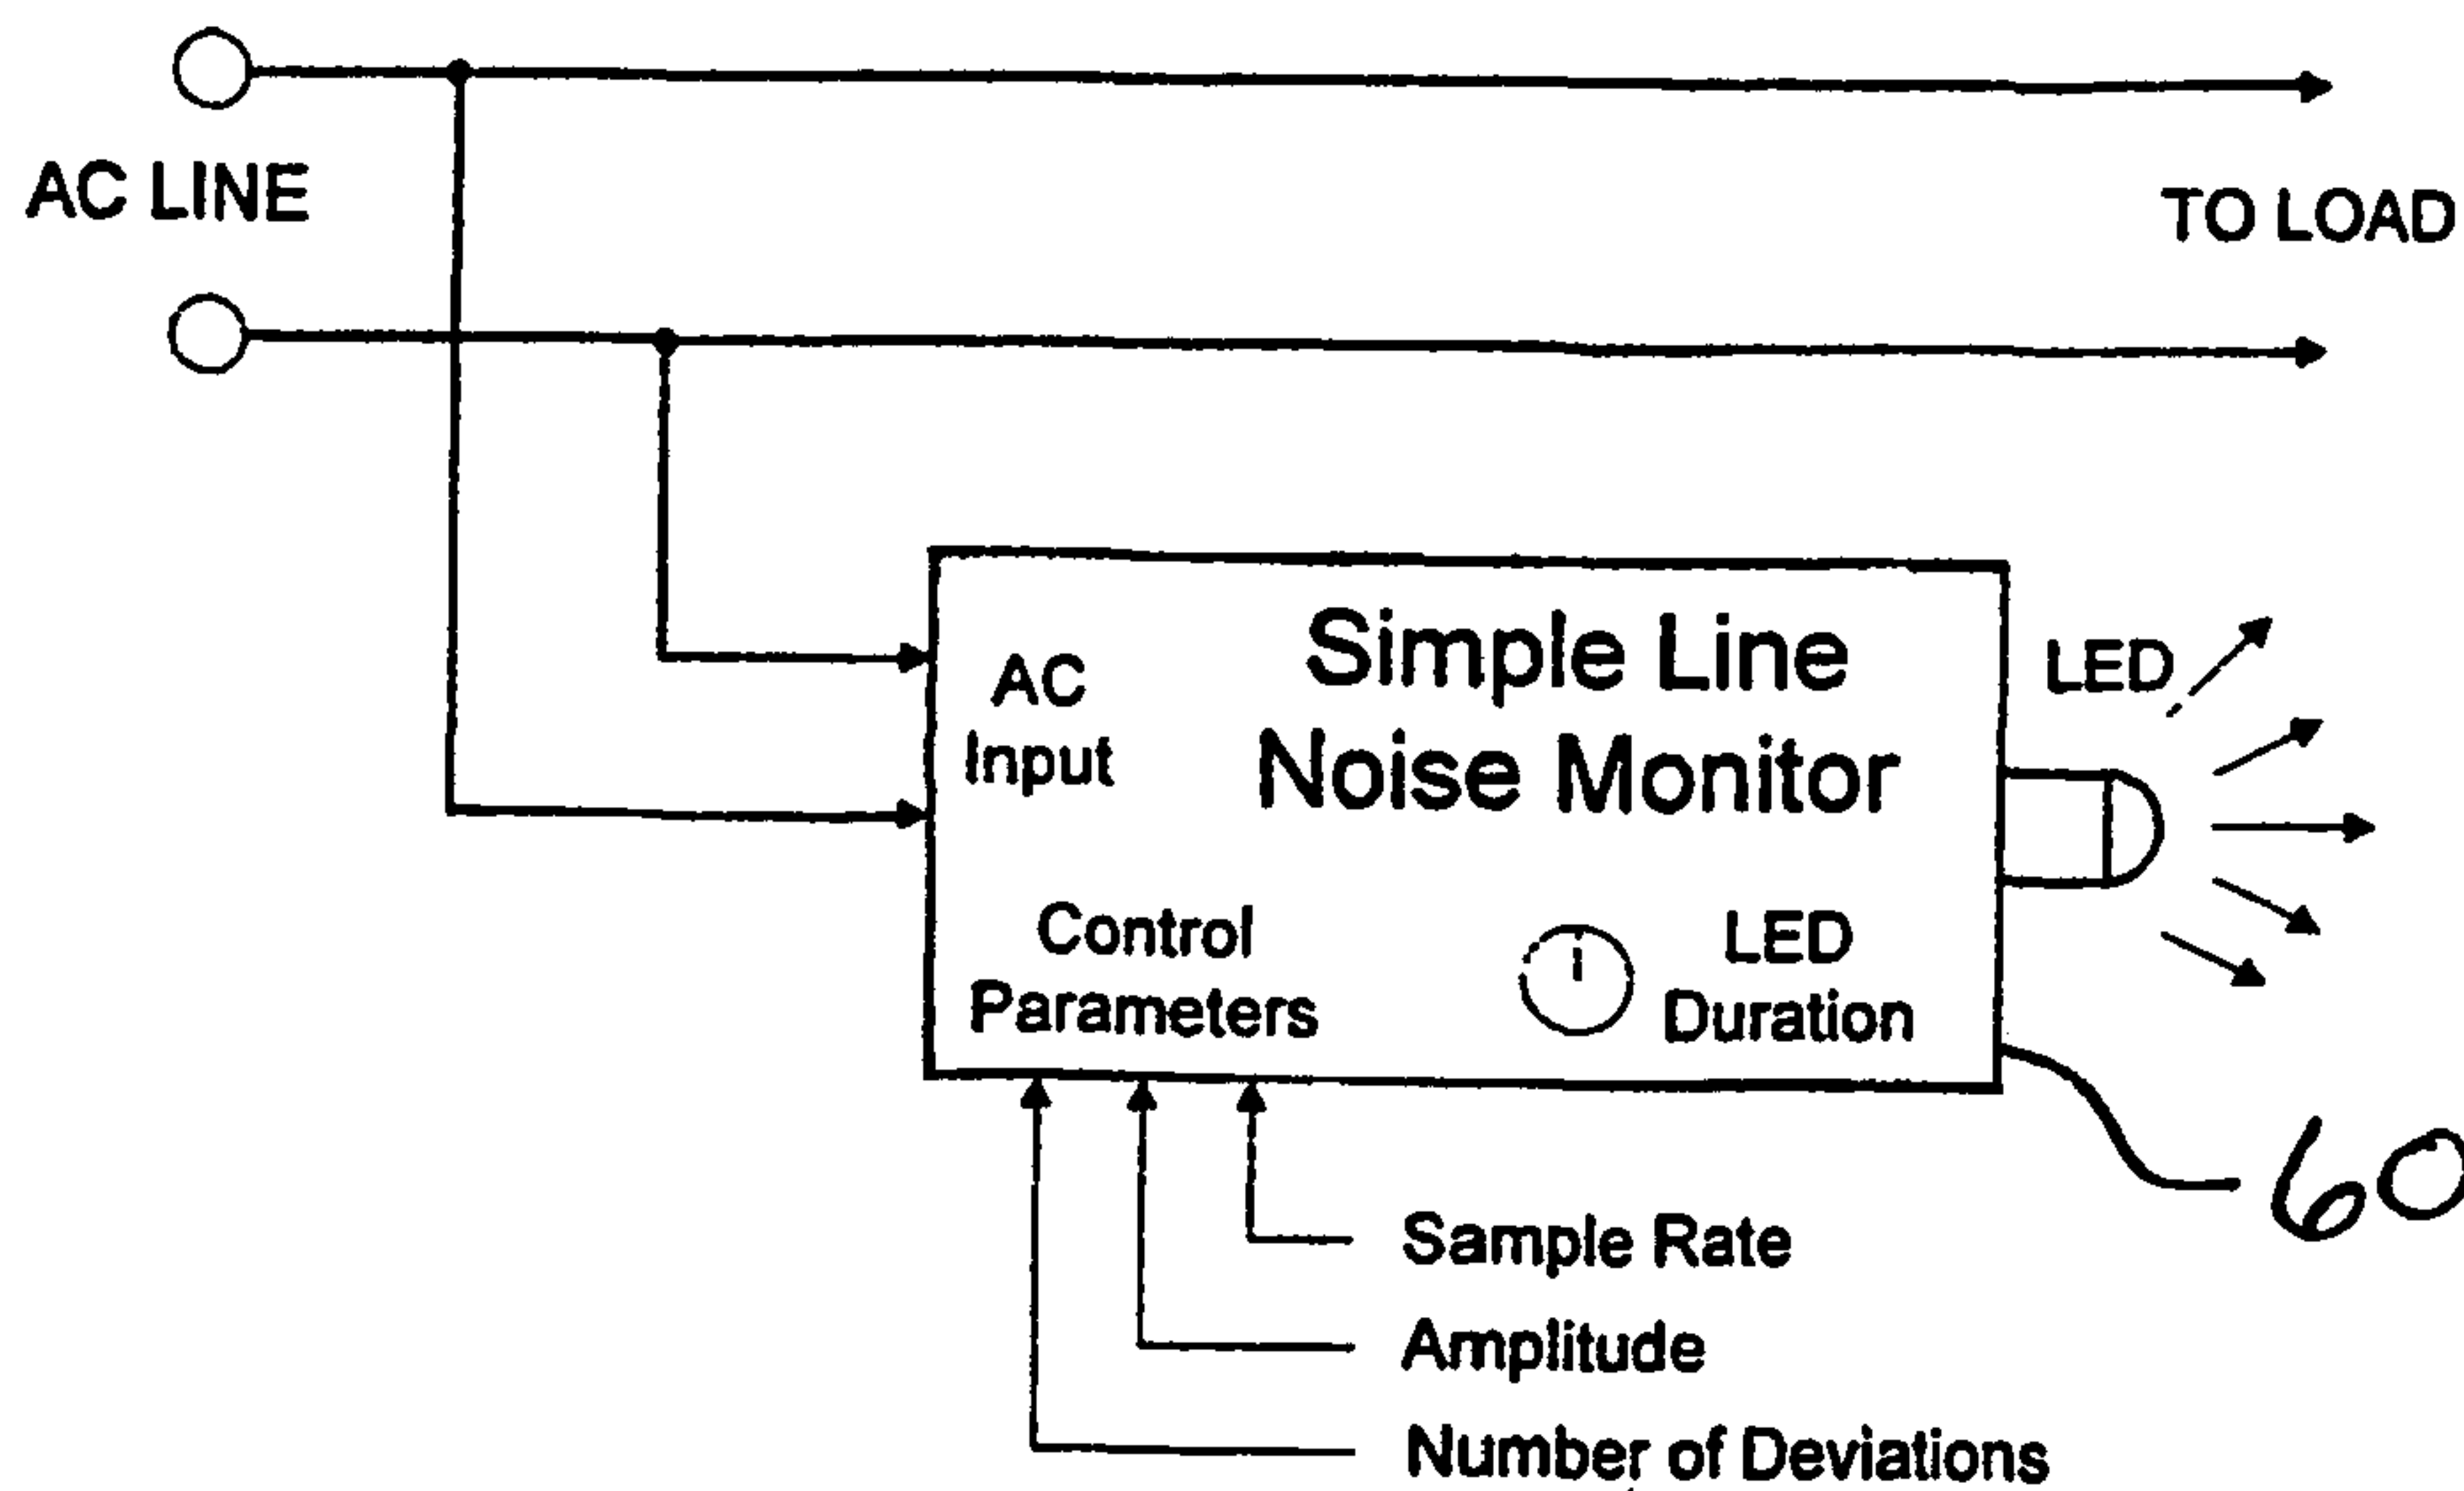 AC LINE
TO LOAD
Simple Line
Noise Monitor
AC
Input
LED
Control
Parameters
LED
Duration
60
Sample Rate
Amplitude
Number of Deviations